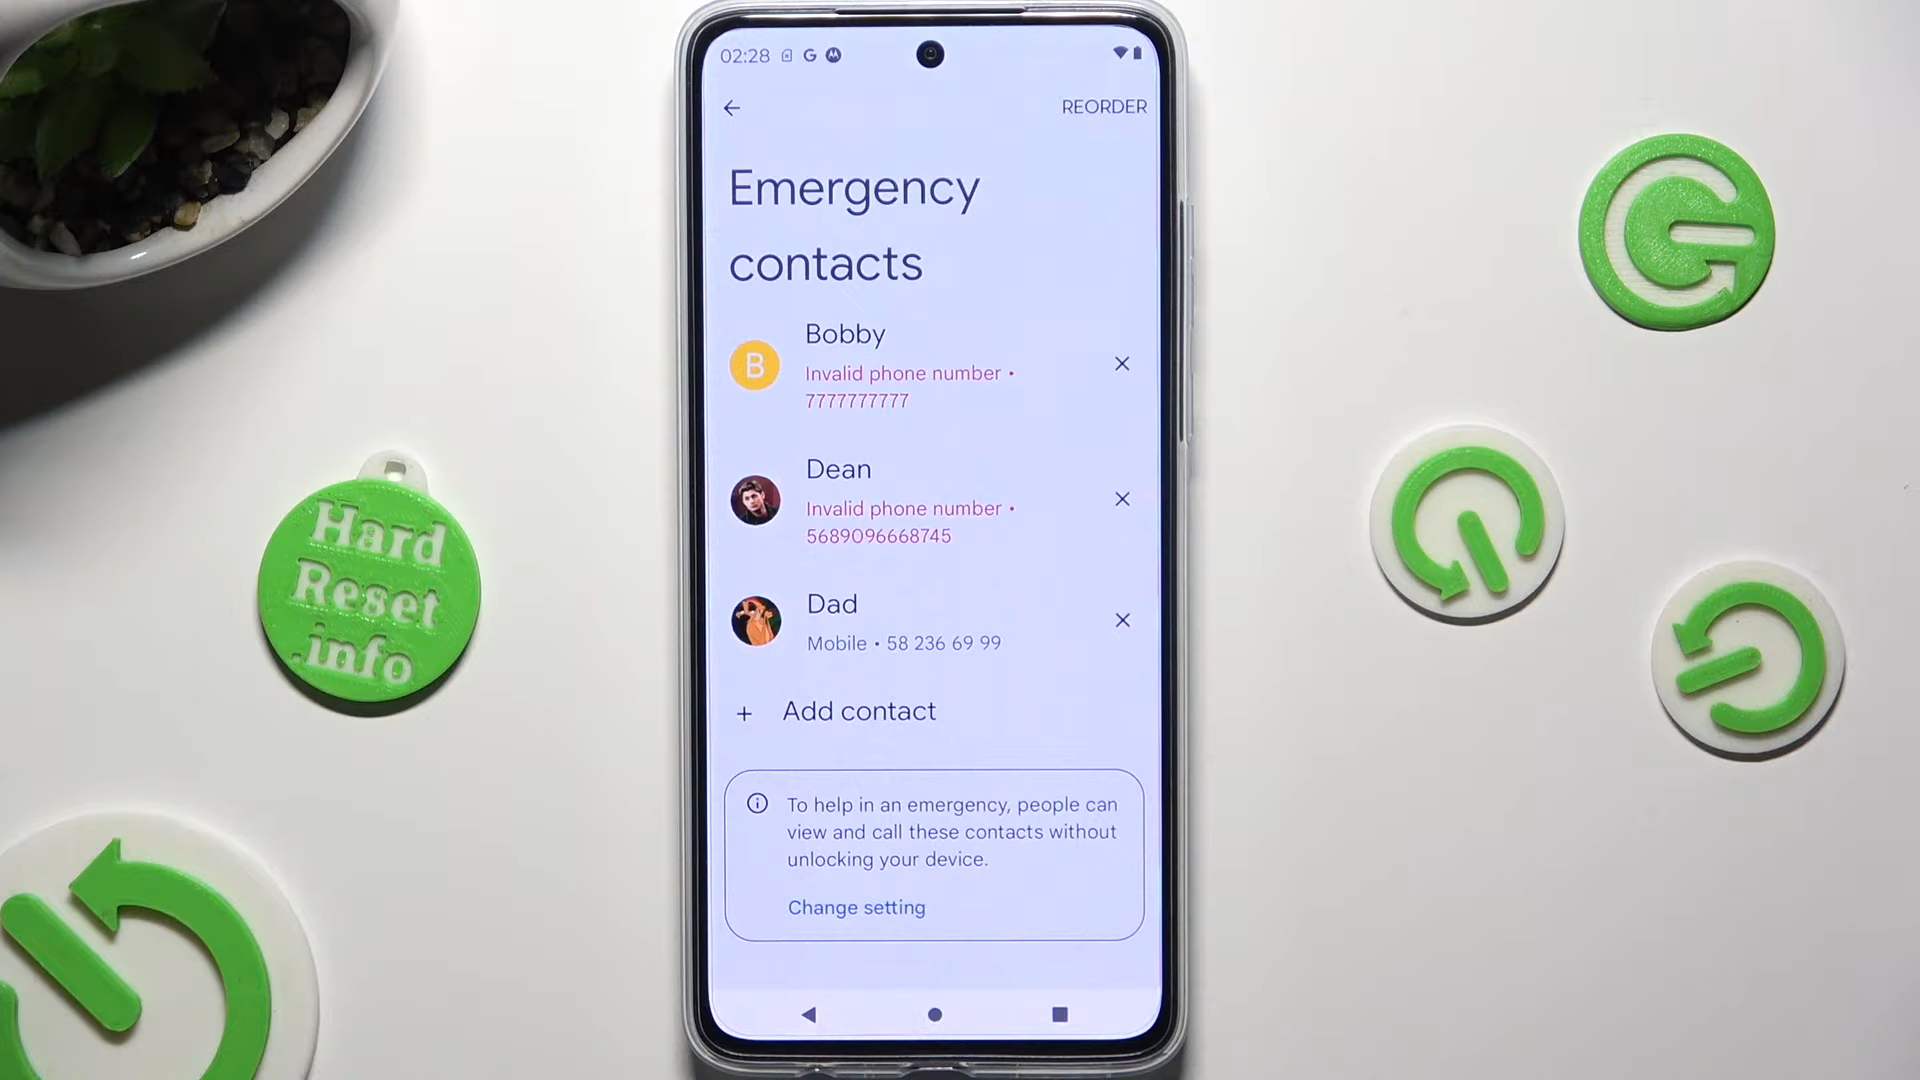 02:28
REORDER
Emergency
contacts
B
Bobby
Invalid phone number •
7777777777
Dean
Invalid phone number •
5689096668745
Dad
Mobile • 58 236 69 99
+ Add contact
To help in an emergency, people can
view and call these contacts without
unlocking your device.
Change setting
Hard
Reset
.info